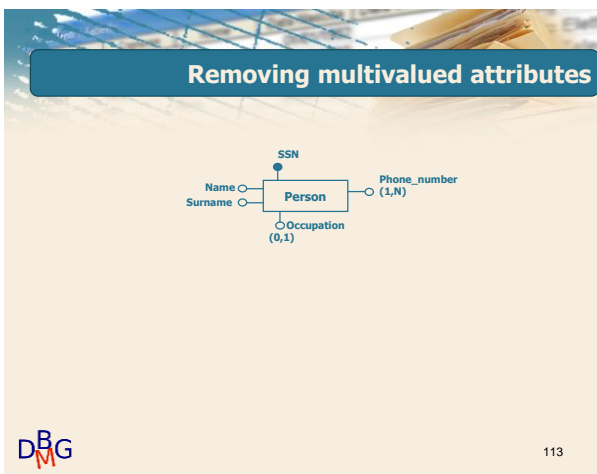 Removing multivalued attributes
SSN
Phone_number
Name
(1,N)
Person
Surname
Occupation
(0,1)
DBMG
113